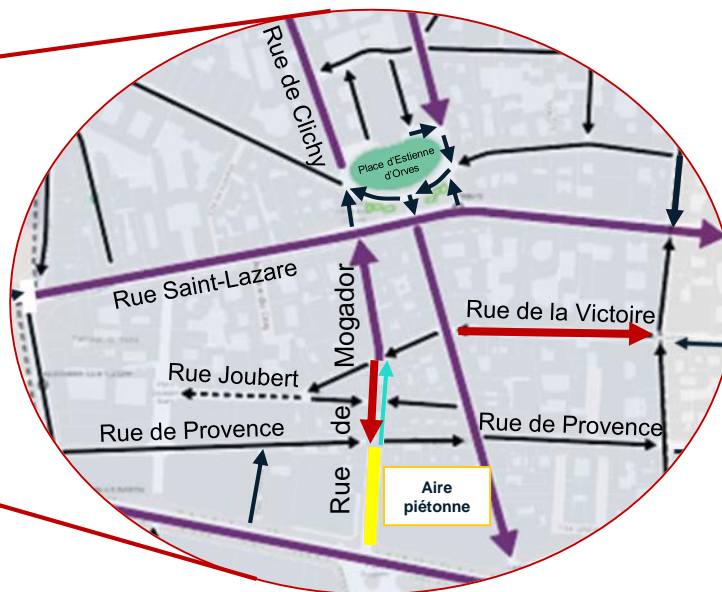 Rue de Clichy
Place d'Estienne
d'Orves
Rue Saint-Lazare
Rue de Mogador
Rue de la Victoire
Rue Joubert
Rue de Provence
Rue de Provence
Aire
piétonne